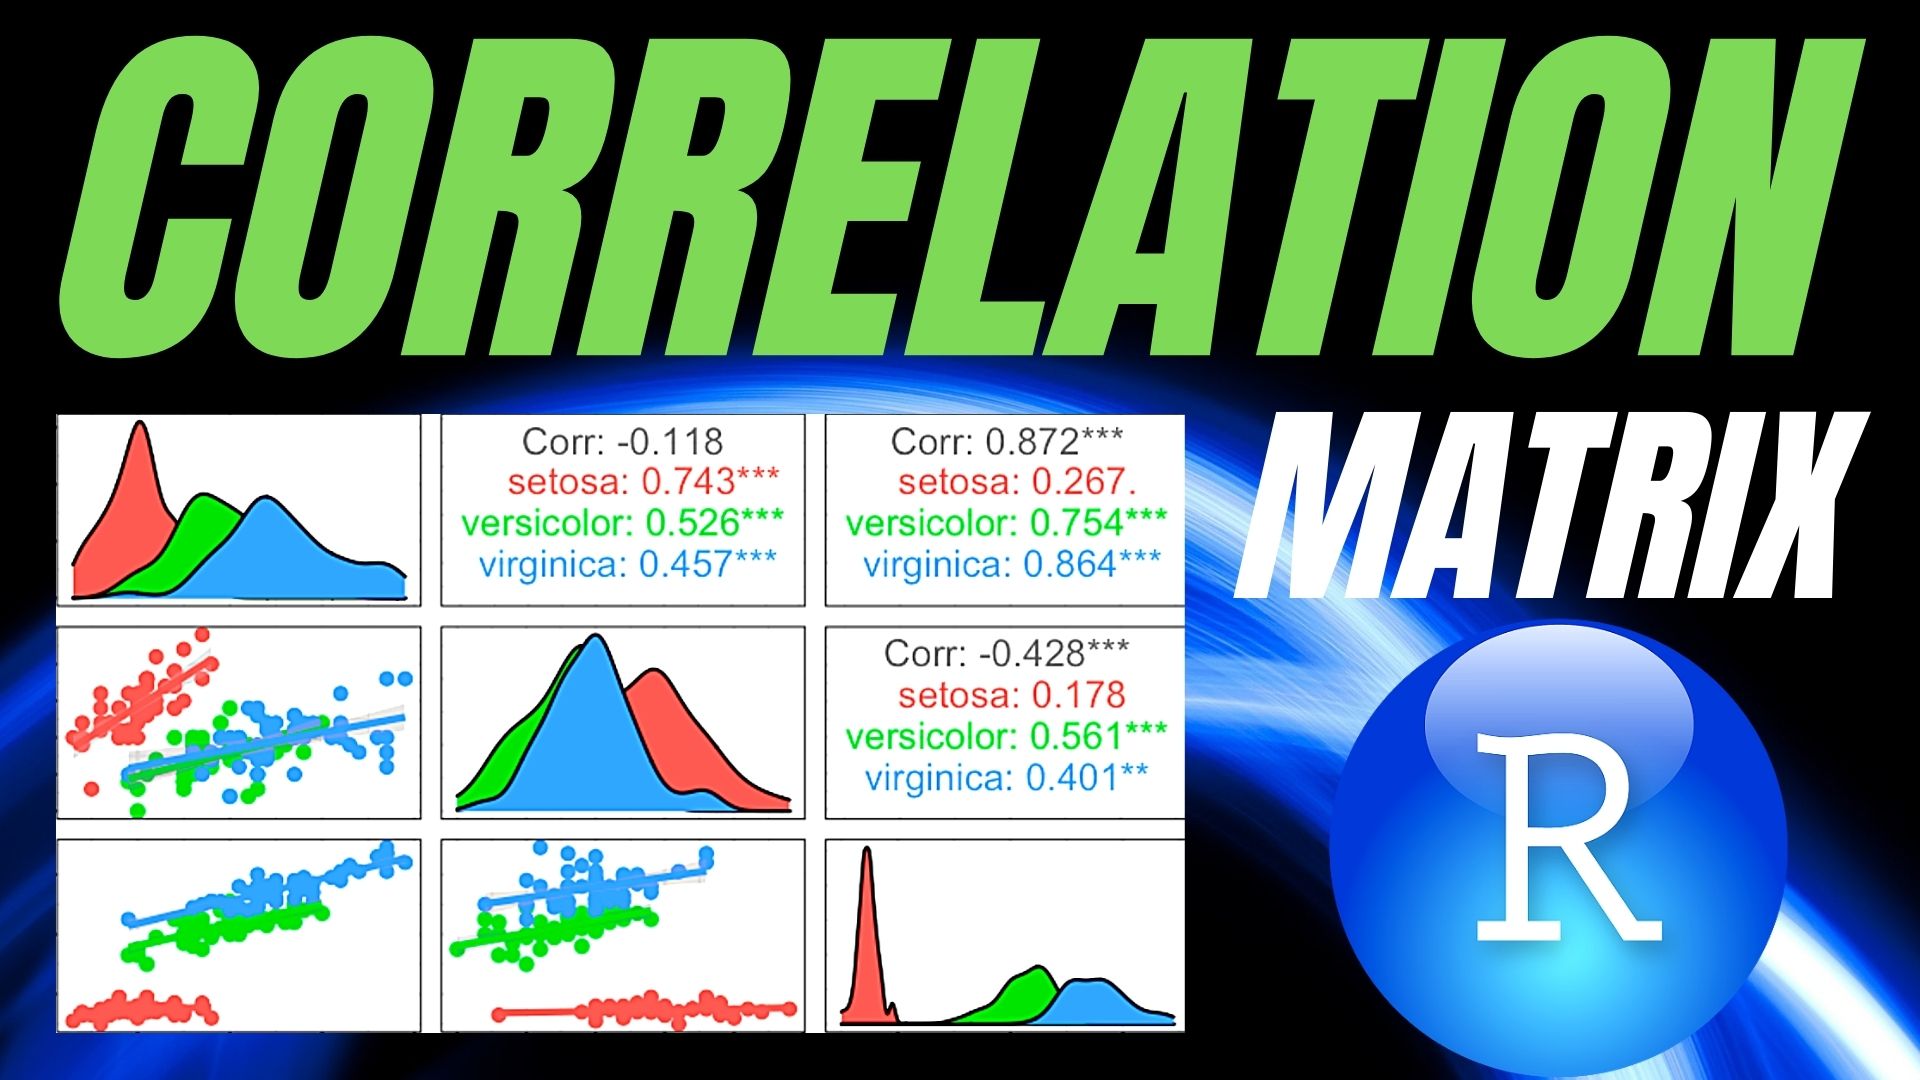 CORRELATION
MATRIX
Corr: -0.118
setosa: 0.743***
versicolor: 0.526***
virginica: 0.457***
Corr: 0.872***
setosa: 0.267.
versicolor: 0.754***
virginica: 0.864***
Corr: -0.428***
setosa: 0.178
versicolor: 0.561***
virginica: 0.401**
R